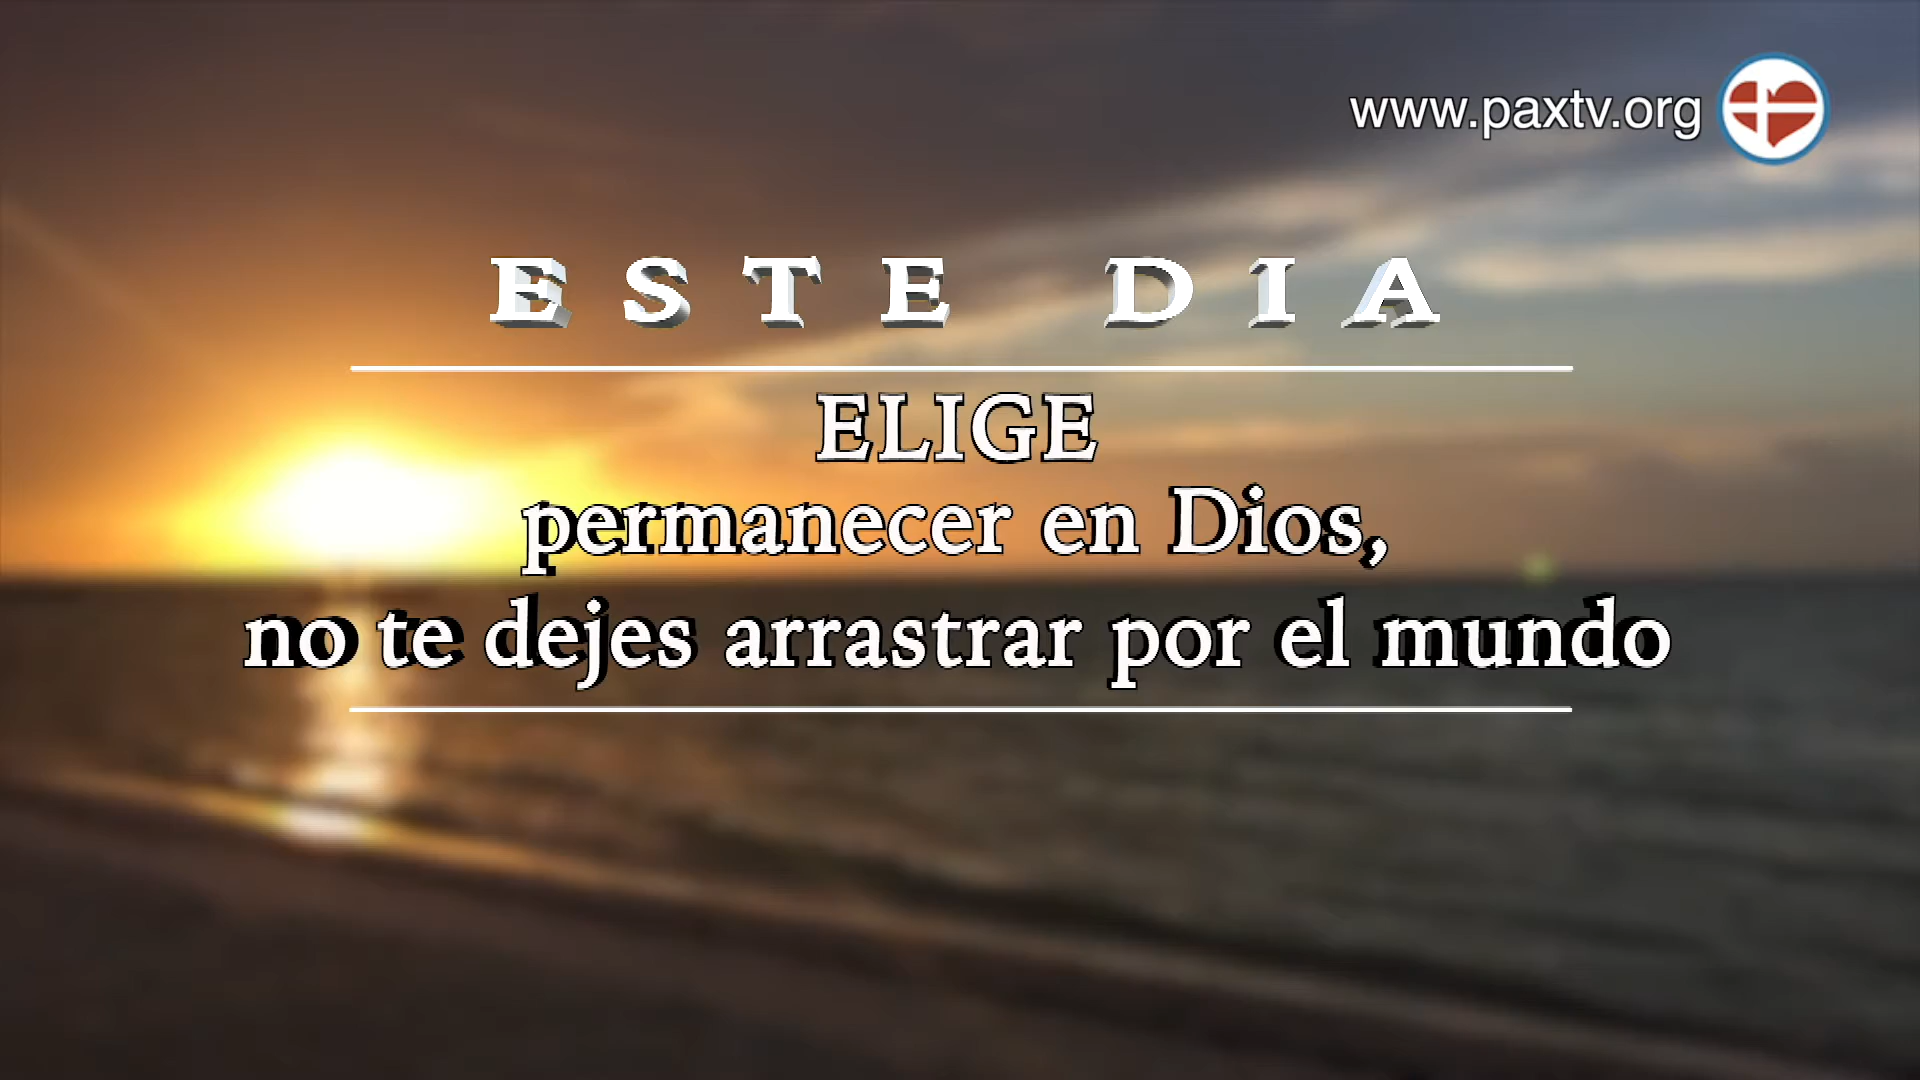 www.paxtv.org
ESTE DIA
ELIGE
permanecer en Dios,
no te dejes arrastrar por el mundo